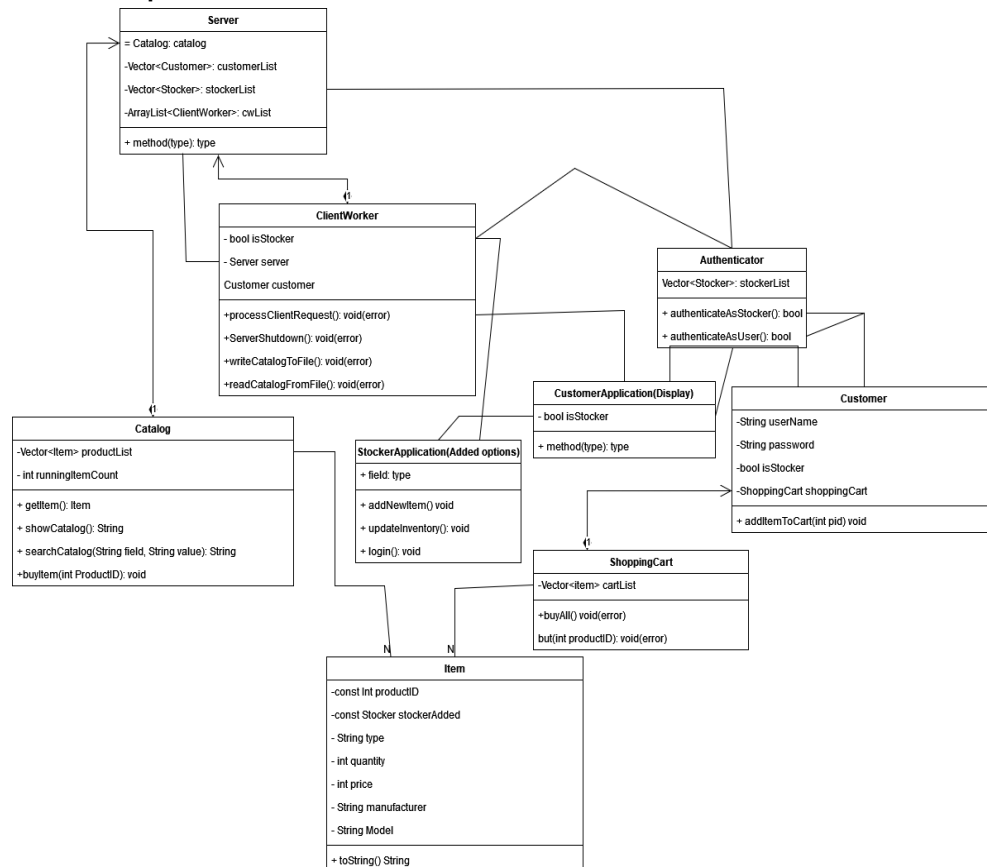 Server
= Catalog: catalog
-Vector<Customer>: customerList
-Vector<Stocker>: stockerList
-ArrayList<ClientWorker>: cwList
+ method(type): type
1
ClientWorker
- bool isStocker
- Server server
Customer customer
+processClientRequest(): void(error)
+ServerShutdown(): void(error)
+writeCatalogToFile(): void(error)
+readCatalogFromFile(): void(error)
Authenticator
Vector<Stocker>: stockerList
+ authenticateAsStocker(): bool
+ authenticateAsUser(): bool
CustomerApplication(Display)
- bool isStocker
+ method(type): type
Customer
-String userName
-String password
-bool isStocker
-ShoppingCart shoppingCart
+ addItemToCart(int pid) void
1
Catalog
-Vector<Item> productList
- int runningItemCount
+ getItem(): Item
+ showCatalog(): String
+ searchCatalog(String field, String value): String
+buyItem(int ProductID): void
StockerApplication(Added options)
+ field: type
+ addNewItem() void
+ updateInventory(): void
+ login(): void
1
ShoppingCart
-Vector<item> cartList
+buyAll() void(error)
but(int productID): void(error)
N
N
Item
-const Int productID
-const Stocker stockerAdded
- String type
- int quantity
- int price
- String manufacturer
- String Model
+ toString() String